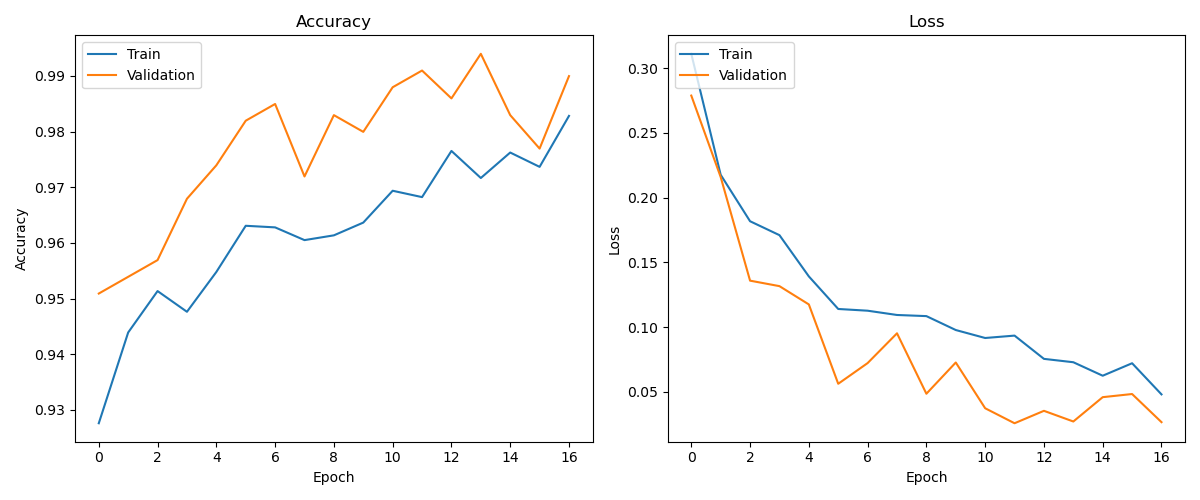 Accuracy
Train
Validation
0.99
0.98
0.97
0.96
0.95
0.94
0.93
Accuracy
0 2 4 6 8 10 12 14 16
Epoch
Loss
Train
Validation
0.30
0.25
0.20
0.15
0.10
0.05
Loss
0 2 4 6 8 10 12 14 16
Epoch